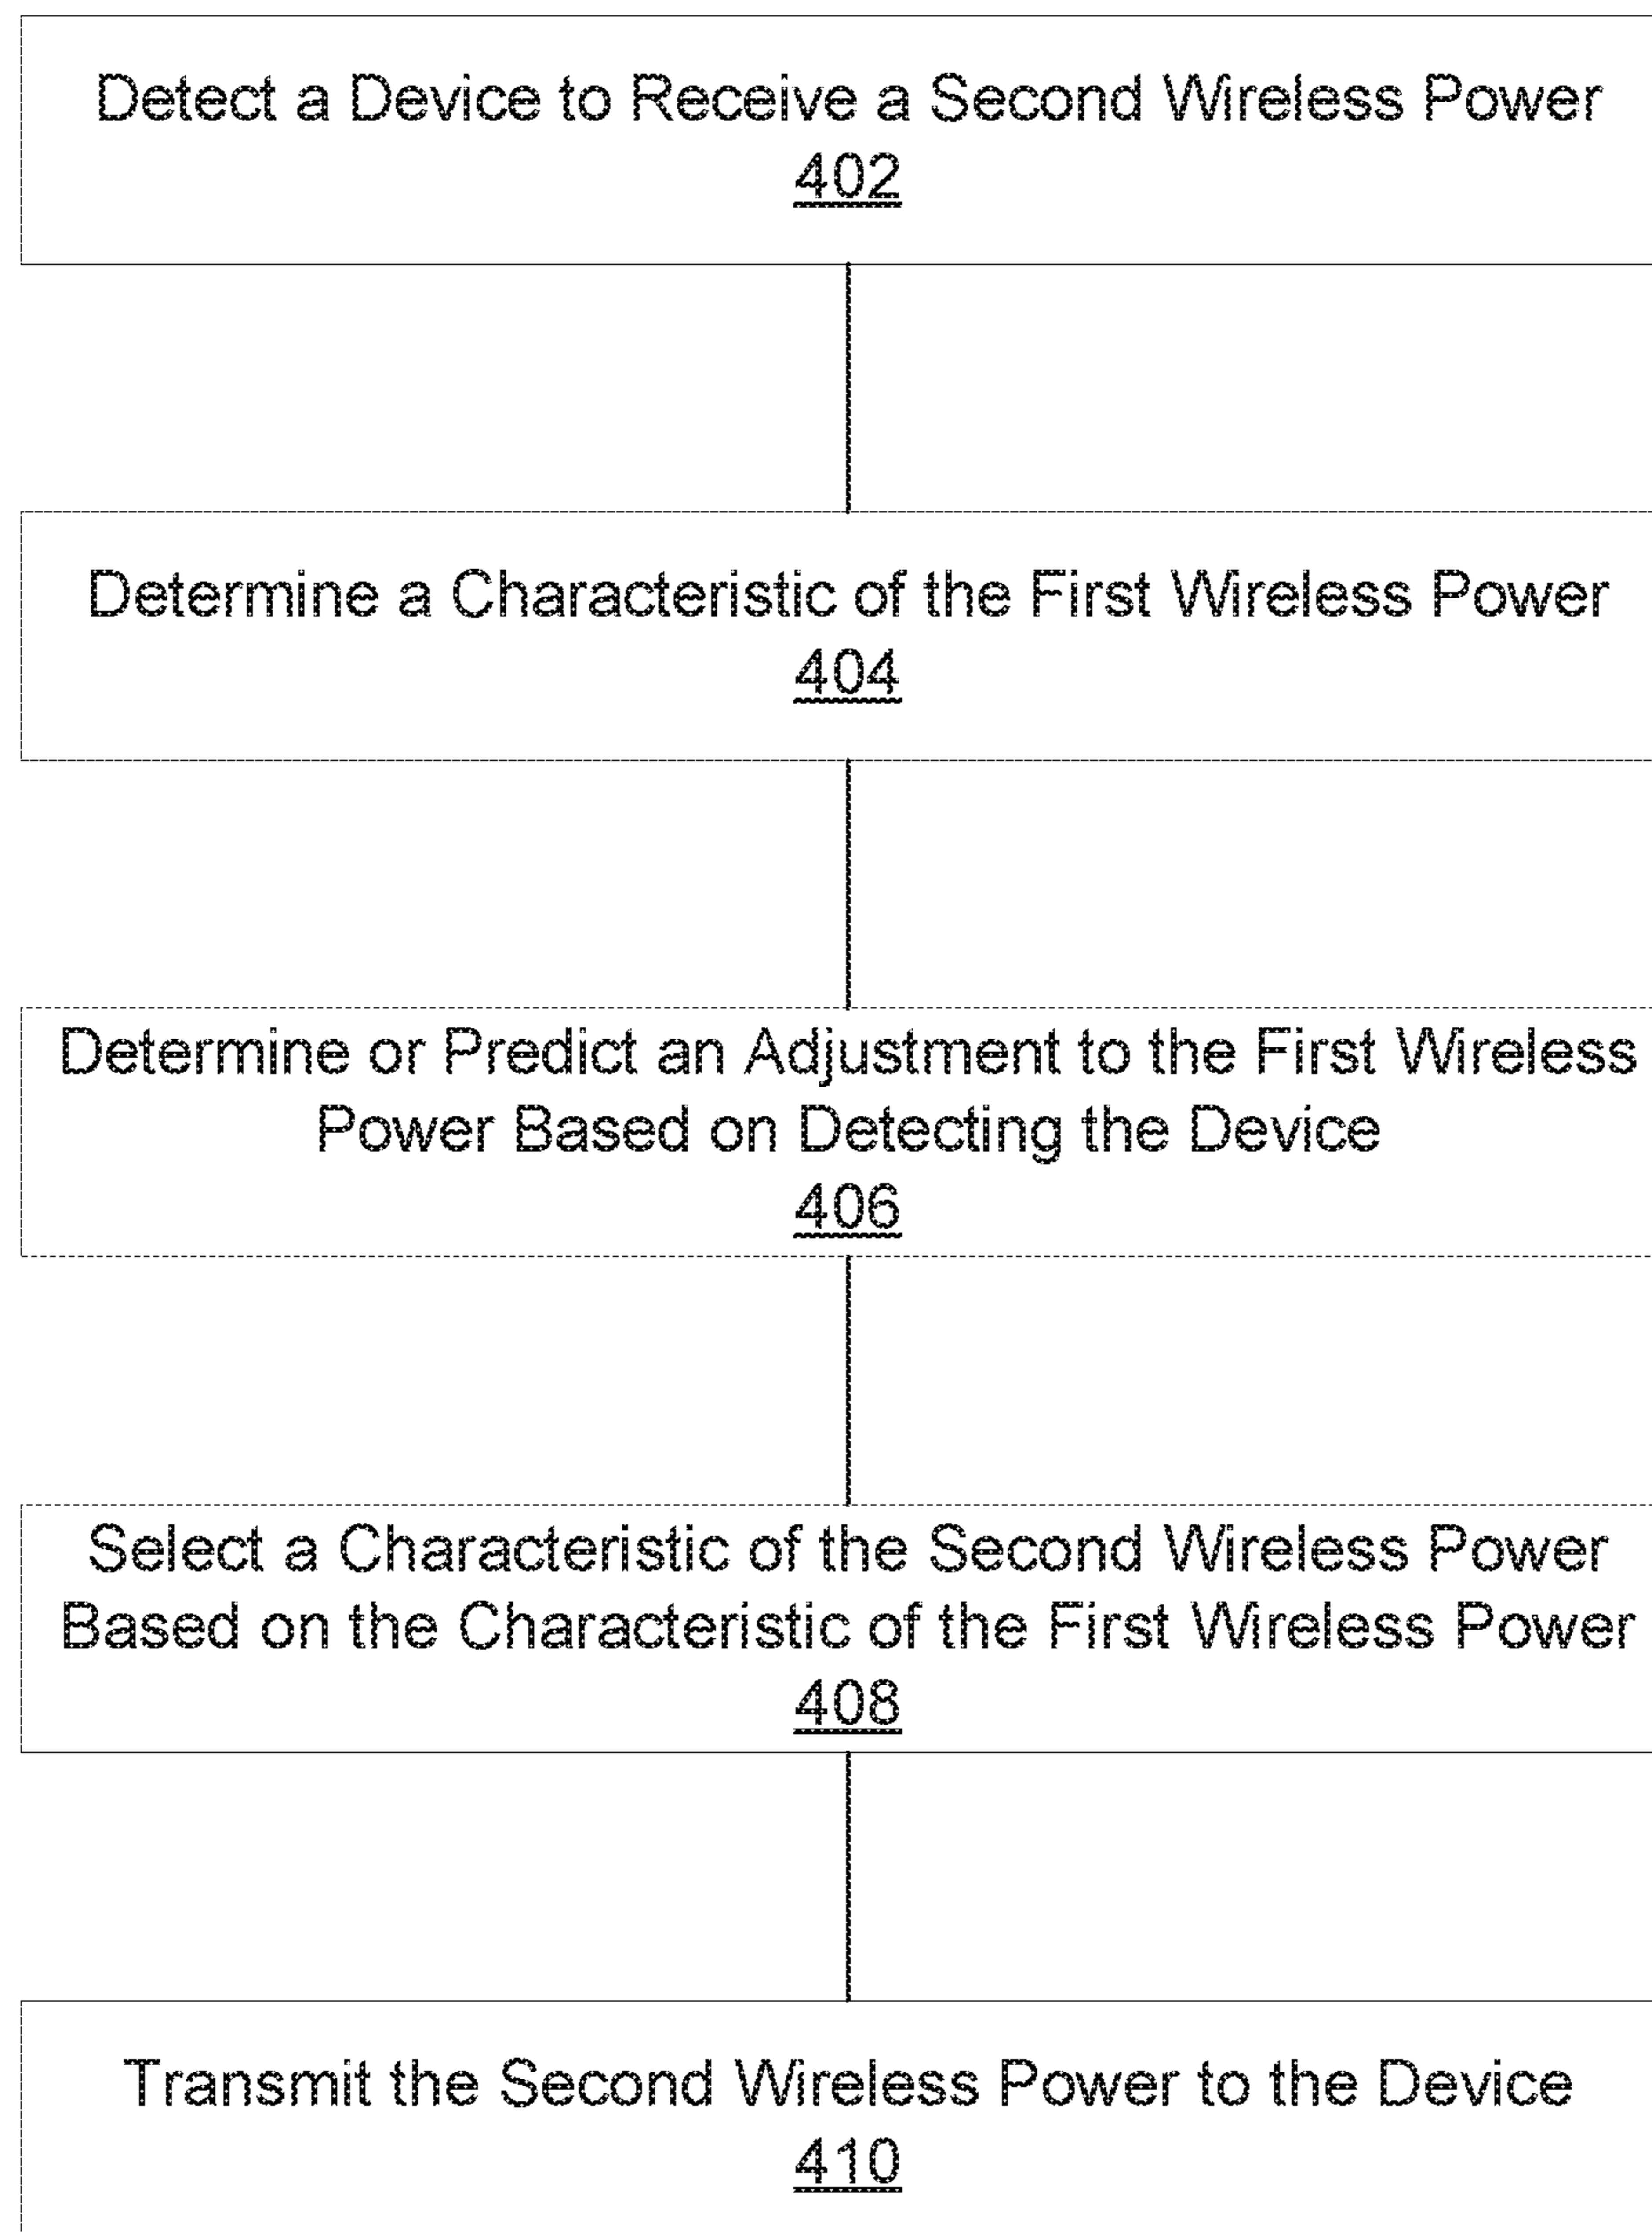 Detect a Device to Receive a Second Wireless Power
402
Determine a Characteristic of the First Wireless Power
404
Determine or Predict an Adjustment to the First Wireless
Power Based on Detecting the Device
406
Select a Characteristic of the Second Wireless Power
Based on the Characteristic of the First Wireless Power
408
Transmit the Second Wireless Power to the Device
410